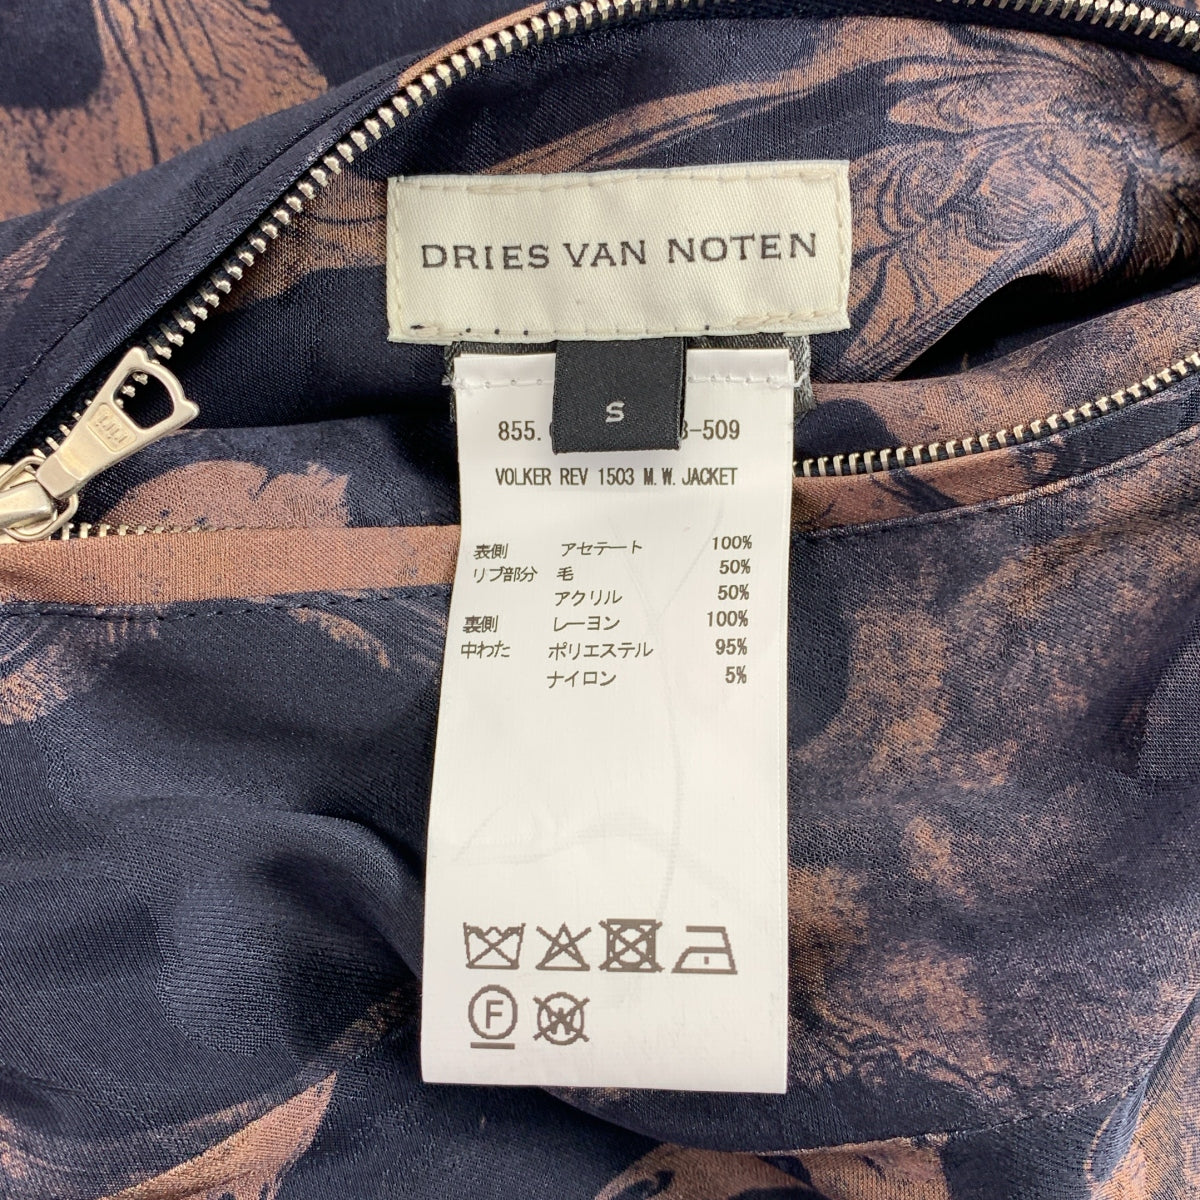 DRIES VAN NOTEN
S
855. -509
VOLKER REV 1503 M.W.JACKET
表側 アセテート 100%
リブ部分 毛 50%
アクリル 50%
裏側 レーヨン 100%
中わた ポリエステル 95%
ナイロン 5%
F W